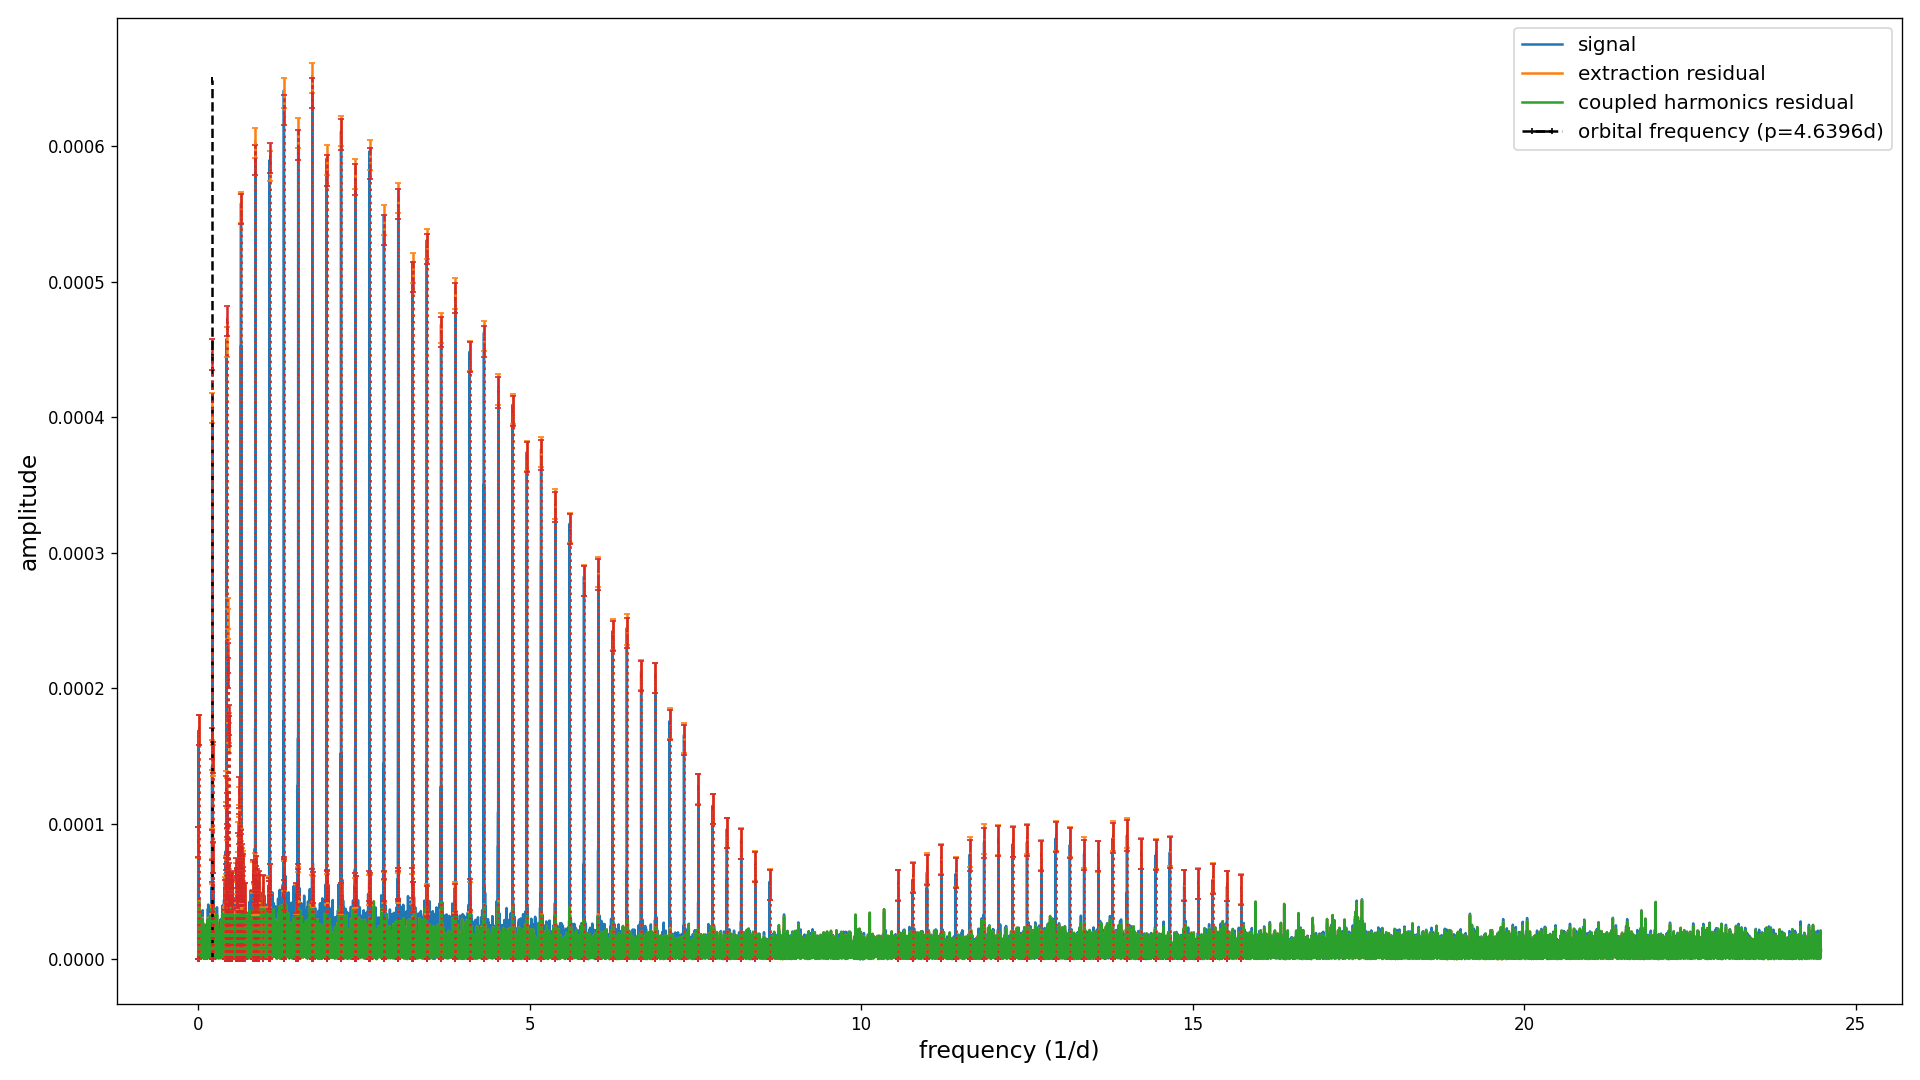 signal
extraction residual
coupled harmonics residual
orbital frequency (p=4.6396d)
amplitude
0.0006
0.0005
0.0004
0.0003
0.0002
0.0001
0.0000
0 5 10 15 20 25
frequency (1/d)